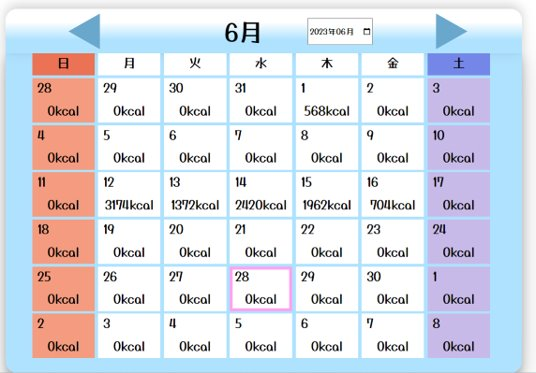 6月
2023年06月
日 月 火 水 木 金 土
28 29 30 31 1 2 3
0kcal 0kcal 0kcal 0kcal 568kcal 0kcal 0kcal
4 5 6 7 8 9 10
0kcal 0kcal 0kcal 0kcal 0kcal 0kcal 0kcal
11 12 13 14 15 16 17
0kcal 3174kcal 1372kcal 2420kcal 1962kcal 704kcal 0kcal
18 19 20 21 22 23 24
0kcal 0kcal 0kcal 0kcal 0kcal 0kcal 0kcal
25 26 27 28 29 30 1
0kcal 0kcal 0kcal 0kcal 0kcal 0kcal 0kcal
2 3 4 5 6 7 8
0kcal 0kcal 0kcal 0kcal 0kcal 0kcal 0kcal